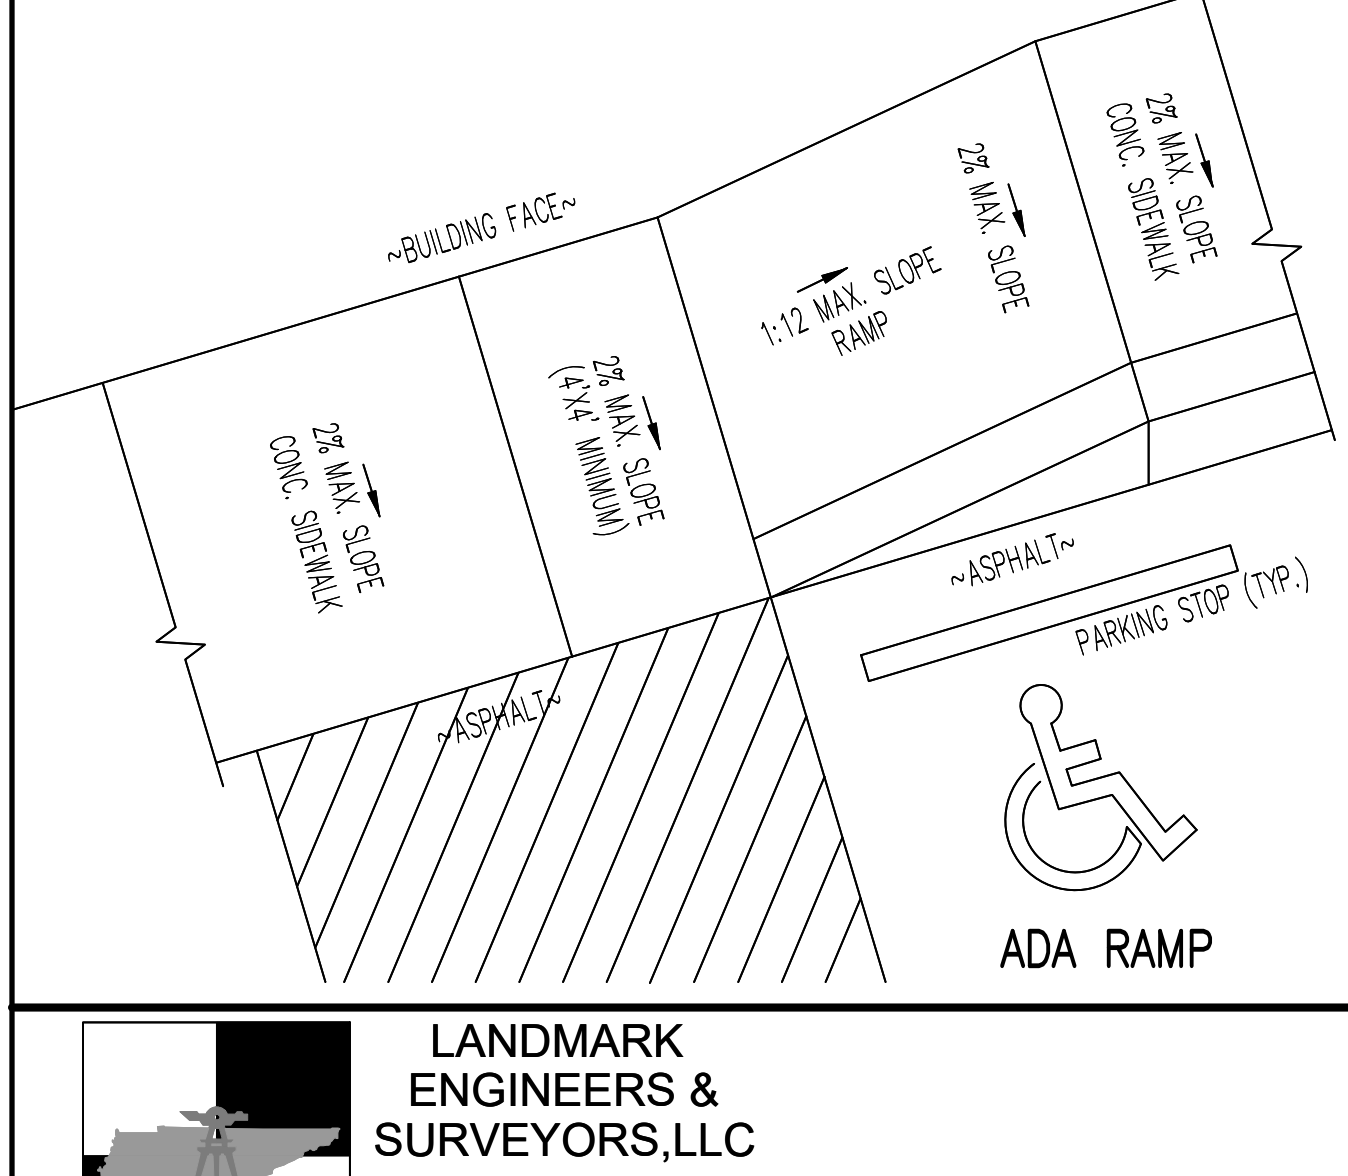 ~BUILDING FACE~
2% MAX. SLOPE
CONC. SIDEWALK
2% MAX. SLOPE
(4'X4' MINIMUM)
1:12 MAX. SLOPE
RAMP
2% MAX. SLOPE
2% MAX. SLOPE
CONC. SIDEWALK
~ASPHALT~
~ASPHALT~
PARKING STOP (TYP.)
ADA RAMP
LANDMARK
ENGINEERS &
SURVEYORS,LLC